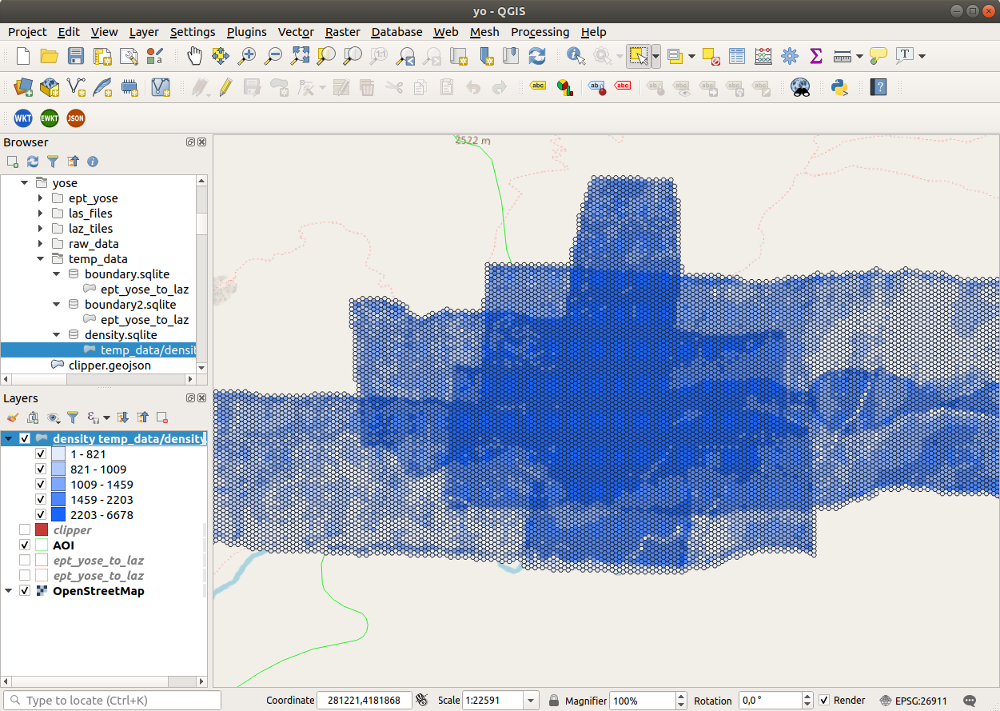 yo - QGIS
Project Edit View Layer Settings Plugins Vector Raster Database Web Mesh Processing Help
abc abc abc
WKT EWKT JSON
Browser
yose
ept_yose
las_files
laz_tiles
raw_data
temp_data
boundary.sqlite
ept_yose_to_laz
boundary2.sqlite
ept_yose_to_laz
density.sqlite
temp_data/densit
clipper.geojson
Layers
density temp_data/density
1 - 821
821 - 1009
1009 - 1459
1459 - 2203
2203 - 6678
clipper
AOI
ept_yose_to_laz
ept_yose_to_laz
OpenStreetMap
2522 m
Type to locate (Ctrl+K) Coordinate 281221,4181868 Scale 1:22591 Magnifier 100% Rotation 0,0 ° Render EPSG:26911